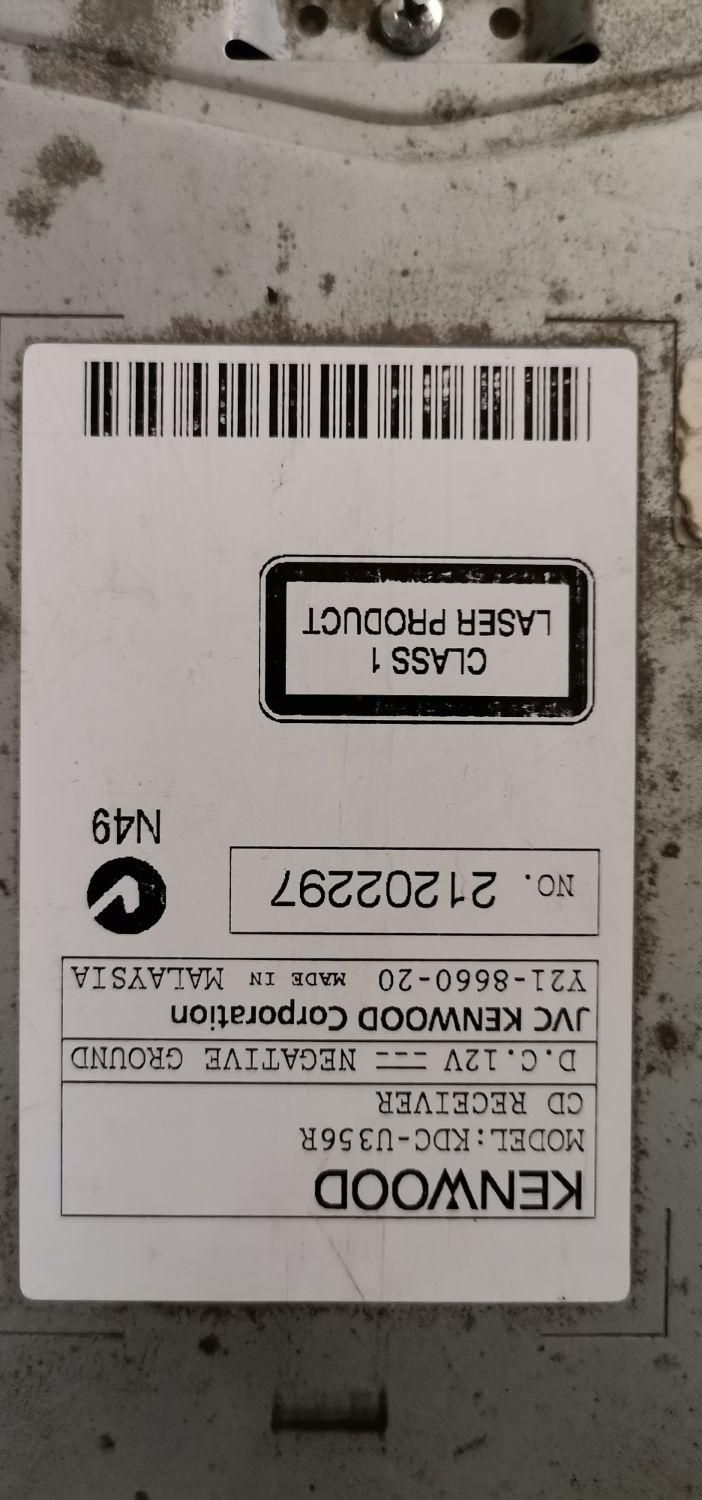 KENWOOD
MODEL:KDC-U356R
CD RECEIVER
D.C.12V NEGATIVE GROUND
JVC KENWOOD Corporation
Y21-8660-20 MADE IN MALAYSIA
NO. 21202297
N49
CLASS 1
LASER PRODUCT